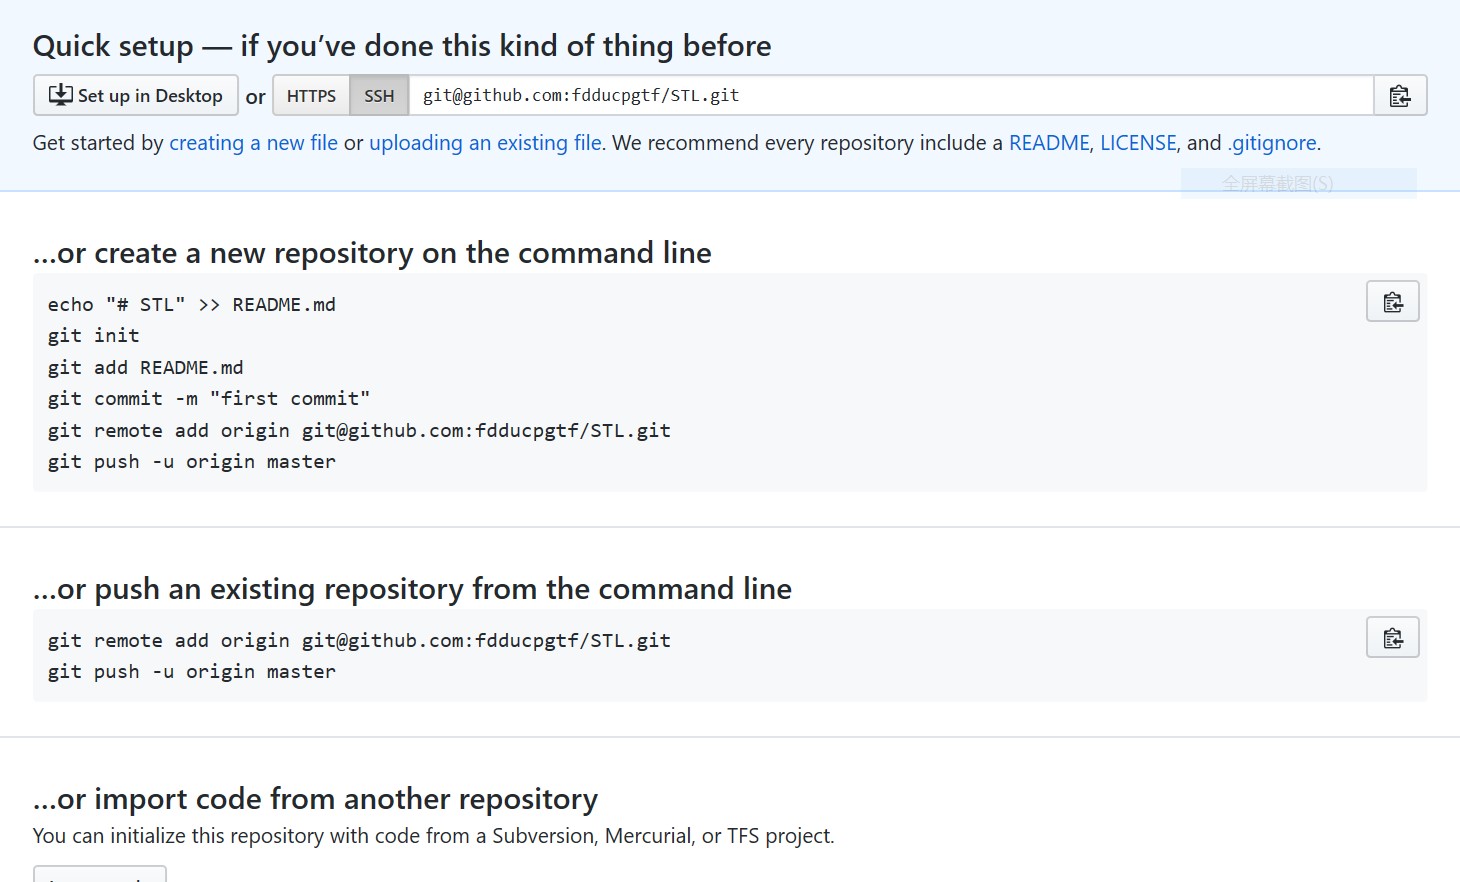 Quick setup — if you’ve done this kind of thing before
Set up in Desktop or HTTPS SSH git@github.com:fdducpgtf/STL.git
Get started by creating a new file or uploading an existing file. We recommend every repository include a README, LICENSE, and .gitignore.
全屏幕截图(S)
…or create a new repository on the command line
echo "# STL" >> README.md
git init
git add README.md
git commit -m "first commit"
git remote add origin git@github.com:fdducpgtf/STL.git
git push -u origin master
…or push an existing repository from the command line
git remote add origin git@github.com:fdducpgtf/STL.git
git push -u origin master
…or import code from another repository
You can initialize this repository with code from a Subversion, Mercurial, or TFS project.